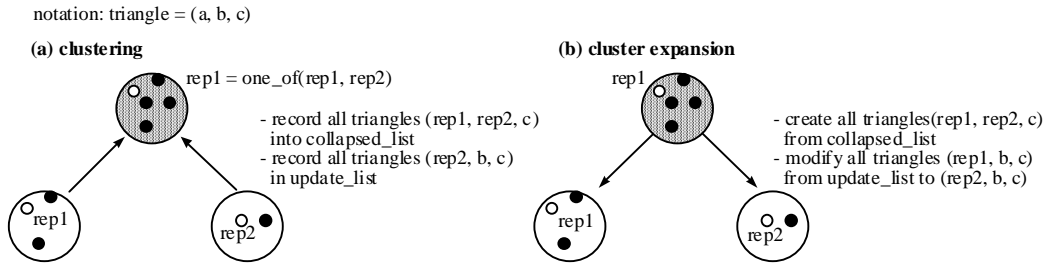 notation: triangle = (a, b, c)
(a) clustering
rep1 = one_of(rep1, rep2)
- record all triangles (rep1, rep2, c)
into collapsed_list
- record all triangles (rep2, b, c)
in update_list
rep1
rep2
(b) cluster expansion
rep1
- create all triangles(rep1, rep2, c)
from collapsed_list
- modify all triangles (rep1, b, c)
from update_list to (rep2, b, c)
rep1
rep2